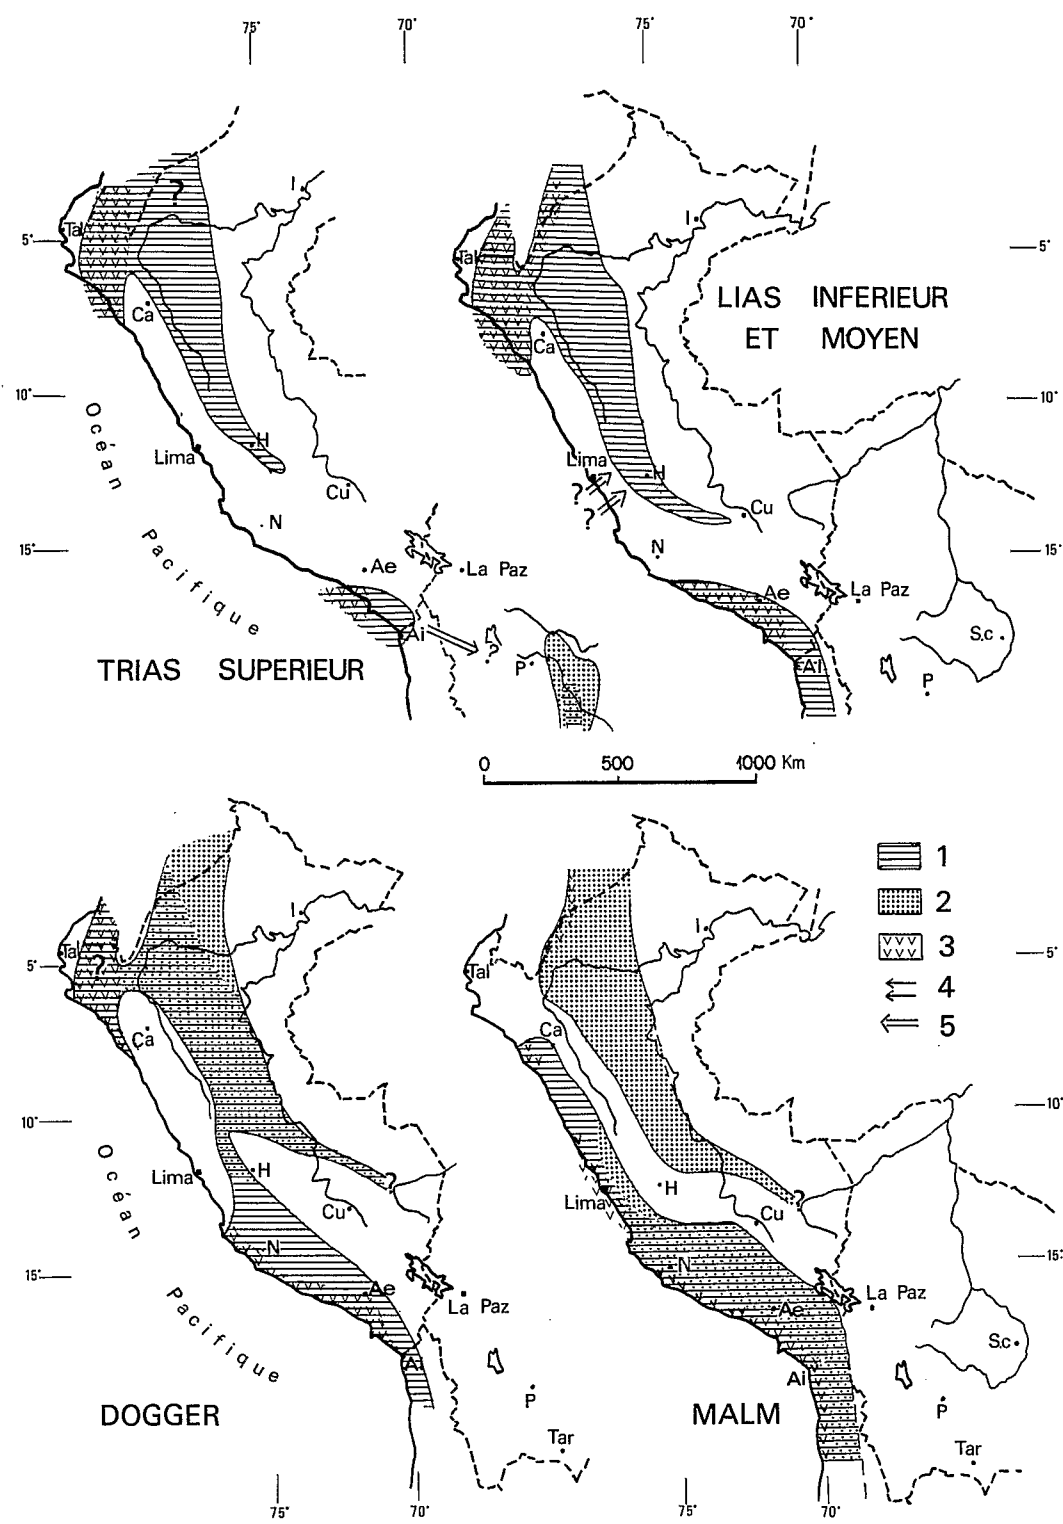 75°
70°
75°
70°
I
Tal
5°
Ca
10°
Océan
H
Lima
Cu
N
15°
Pacifique
Ae
La Paz
Ai
?
?
P
TRIAS SUPERIEUR
I
5°
Tal
LIAS INFERIEUR
ET MOYEN
Ca
10°
Lima
H
?
?
Cu
N
15°
Ae
La Paz
S.c
P
0 500 1000 Km
I
Tal
?
5°
Ca
10°
Océan
Lima
H
?
Cu
N
15°
Pacifique
Ae
La Paz
Ai
P
Tar
DOGGER
75°
70°
1
2
3
4
5
I
5°
Tal
Ca
10°
Lima
H
?
Cu
N
15°
La Paz
Ae
S.c
Ai
P
Tar
MALM
75°
70°